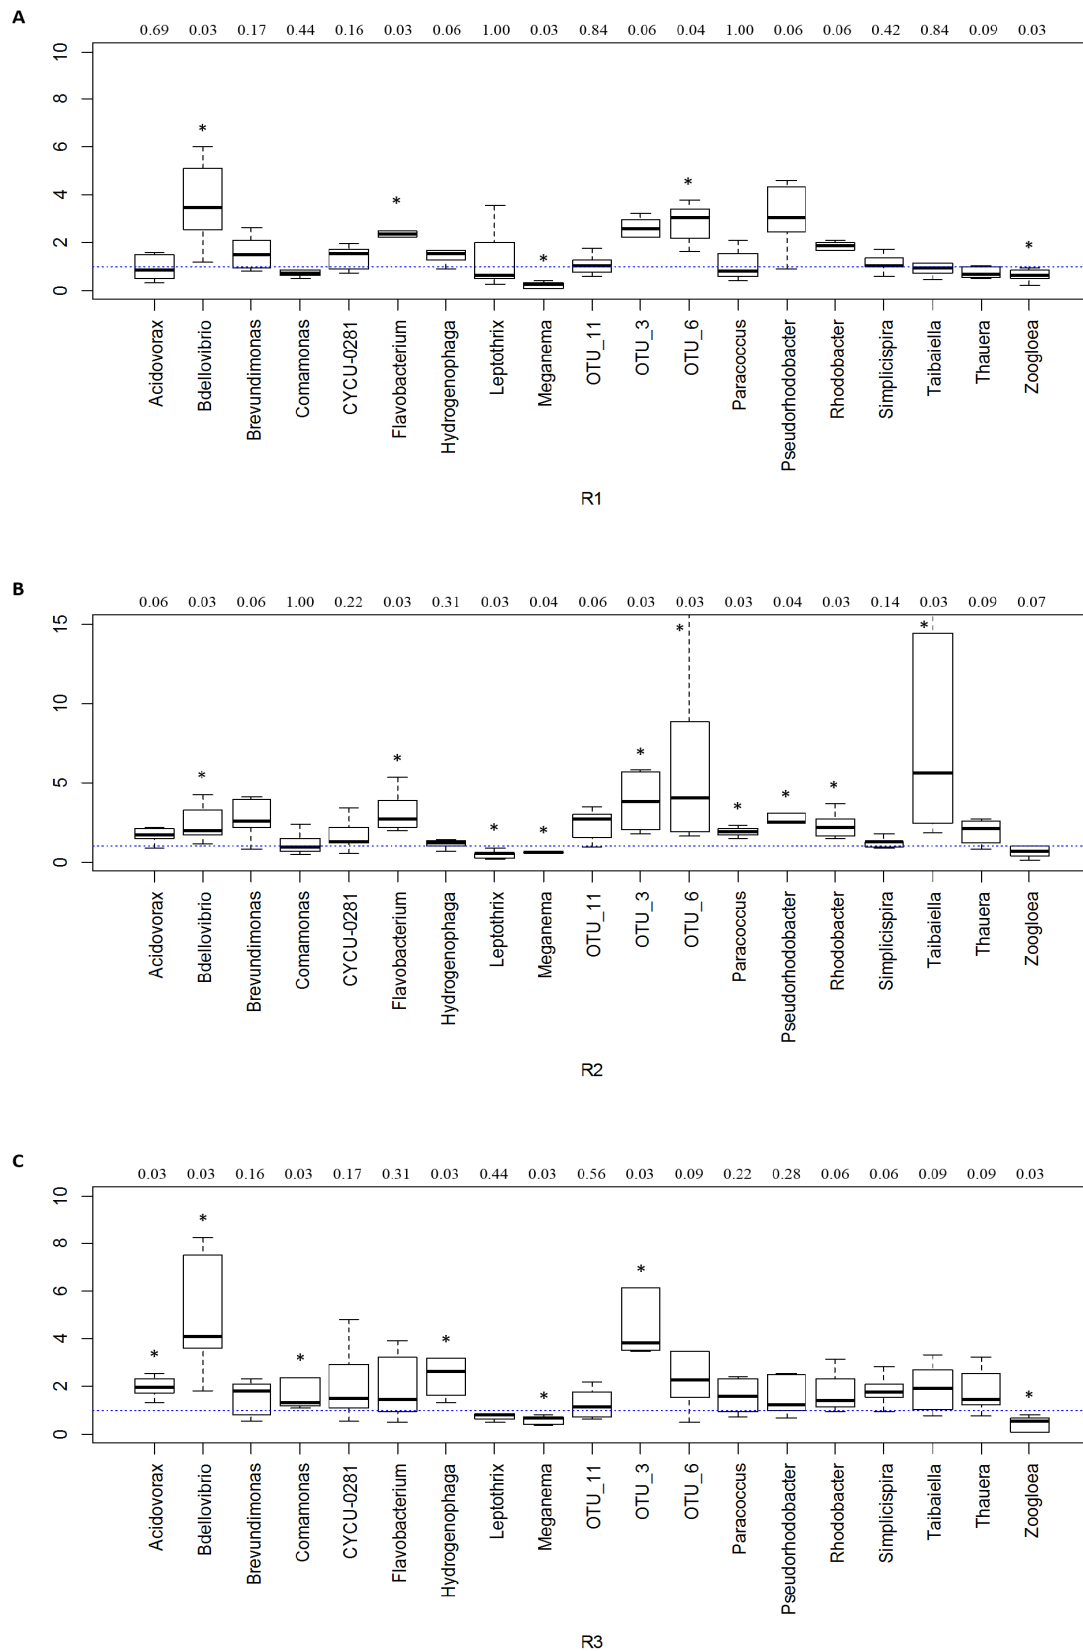 A
0.69 0.03 0.17 0.44 0.16 0.03 0.06 1.00 0.03 0.84 0.06 0.04 1.00 0.06 0.06 0.42 0.84 0.09 0.03
10
8
6
4
2
0
*
*
*
*
*
Acidovorax
Bdellovibrio
Brevundimonas
Comamonas
CYCU-0281
Flavobacterium
Hydrogenophaga
Leptothrix
Meganema
OTU_11
OTU_3
OTU_6
Paracoccus
Pseudorhodobacter
Rhodobacter
Simplicispira
Taibaiella
Thauera
Zoogloea
R1
B
0.06 0.03 0.06 1.00 0.22 0.03 0.31 0.03 0.04 0.06 0.03 0.03 0.03 0.04 0.03 0.14 0.03 0.09 0.07
15
10
5
0
*
*
*
*
*
*
*
*
*
*
Acidovorax
Bdellovibrio
Brevundimonas
Comamonas
CYCU-0281
Flavobacterium
Hydrogenophaga
Leptothrix
Meganema
OTU_11
OTU_3
OTU_6
Paracoccus
Pseudorhodobacter
Rhodobacter
Simplicispira
Taibaiella
Thauera
Zoogloea
R2
C
0.03 0.03 0.16 0.03 0.17 0.31 0.03 0.44 0.03 0.56 0.03 0.09 0.22 0.28 0.06 0.06 0.09 0.09 0.03
10
8
6
4
2
0
*
*
*
*
*
*
*
Acidovorax
Bdellovibrio
Brevundimonas
Comamonas
CYCU-0281
Flavobacterium
Hydrogenophaga
Leptothrix
Meganema
OTU_11
OTU_3
OTU_6
Paracoccus
Pseudorhodobacter
Rhodobacter
Simplicispira
Taibaiella
Thauera
Zoogloea
R3